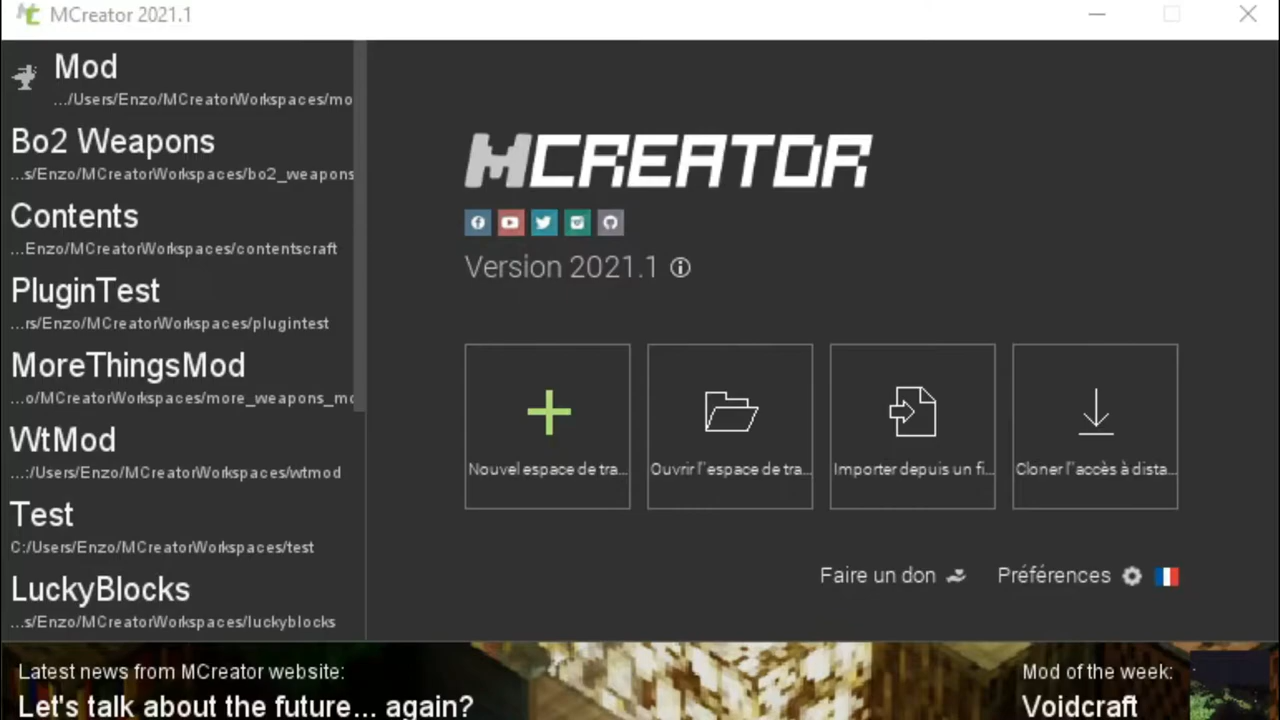 MCreator 2021.1
Mod
.../Users/Enzo/MCreatorWorkspaces/mo
Bo2 Weapons
...s/Enzo/MCreatorWorkspaces/bo2_weapons
Contents
...Enzo/MCreatorWorkspaces/contentscraft
PluginTest
...rs/Enzo/MCreatorWorkspaces/plugintest
MoreThingsMod
...o/MCreatorWorkspaces/more_weapons_mo
WtMod
...:/Users/Enzo/MCreatorWorkspaces/wtmod
Test
C:/Users/Enzo/MCreatorWorkspaces/test
LuckyBlocks
...s/Enzo/MCreatorWorkspaces/luckyblocks
MCREATOR
Version 2021.1
Nouvel espace de tra...
Ouvrir l''espace de tra...
Importer depuis un fi...
Cloner l''accès à dista...
Faire un don
Préférences
Latest news from MCreator website:
Let's talk about the future... again?
Mod of the week:
Voidcraft